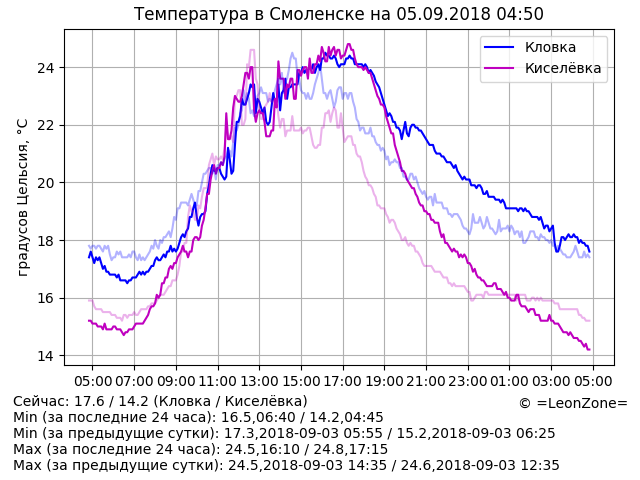 Температура в Смоленске на 05.09.2018 04:50
Кловка
Киселёвка
градусов Цельсия, °C
24
22
20
18
16
14
05:00 07:00 09:00 11:00 13:00 15:00 17:00 19:00 21:00 23:00 01:00 03:00 05:00
Сейчас: 17.6 / 14.2 (Кловка / Киселёвка)
© =LeonZone=
Min (за последние 24 часа): 16.5,06:40 / 14.2,04:45
Min (за предыдущие сутки): 17.3,2018-09-03 05:55 / 15.2,2018-09-03 06:25
Max (за последние 24 часа): 24.5,16:10 / 24.8,17:15
Max (за предыдущие сутки): 24.5,2018-09-03 14:35 / 24.6,2018-09-03 12:35